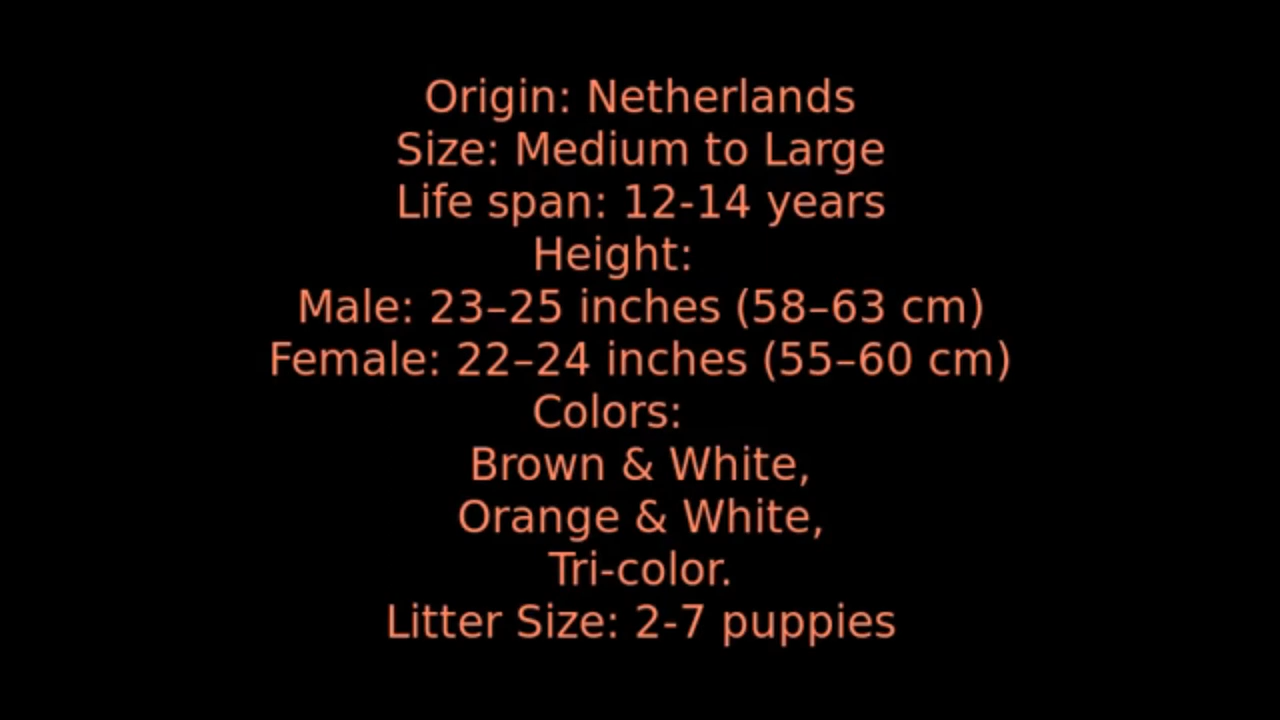 Origin: Netherlands
Size: Medium to Large
Life span: 12-14 years
Height:
Male: 23–25 inches (58–63 cm)
Female: 22–24 inches (55–60 cm)
Colors:
Brown & White,
Orange & White,
Tri-color.
Litter Size: 2-7 puppies